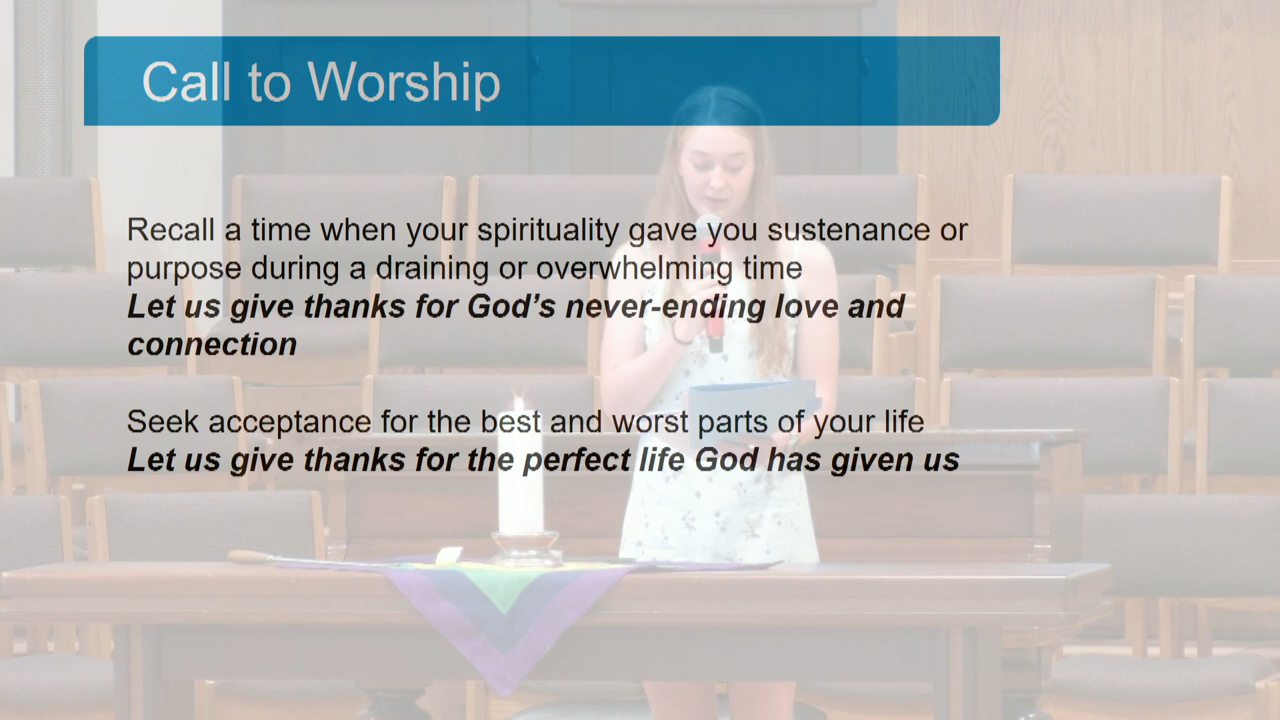 Call to Worship
Recall a time when your spirituality gave you sustenance or
purpose during a draining or overwhelming time
Let us give thanks for God’s never-ending love and
connection
Seek acceptance for the best and worst parts of your life
Let us give thanks for the perfect life God has given us